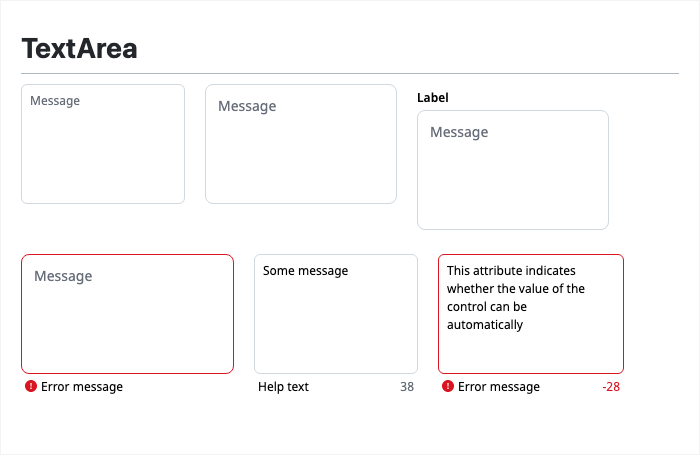 TextArea
Message
Message
Label
Message
Message
Some message
This attribute indicates
whether the value of the
control can be
automatically
Error message
Help text 38
Error message -28